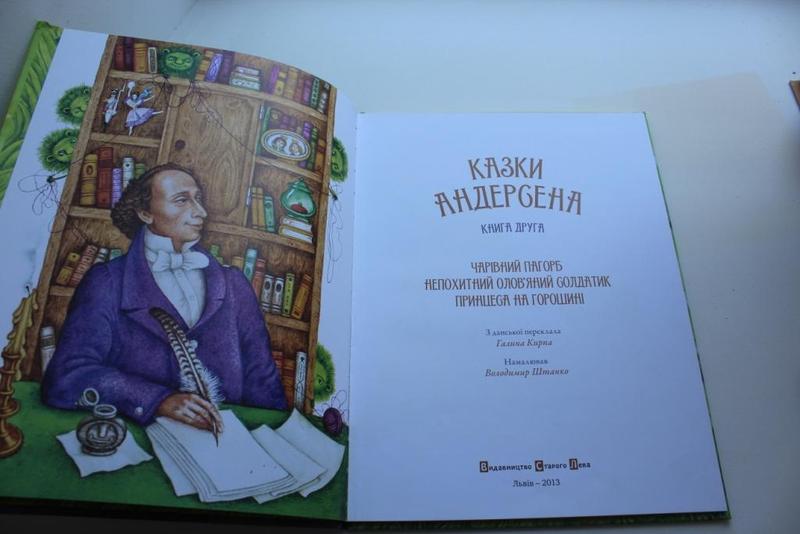 КАЗКИ
АНДЕРСЕНА
КНИГА ДРУГА
ЧАРІВНИЙ ПАГОРБ
НЕПОХИТНИЙ ОЛОВ'ЯНИЙ СОЛДАТИК
ПРИНЦЕСА НА ГОРОШИНІ
З данської переклала
Галина Кирпа
Намалював
Володимир Штанко
Видавництво Старого Лева
Львів – 2013